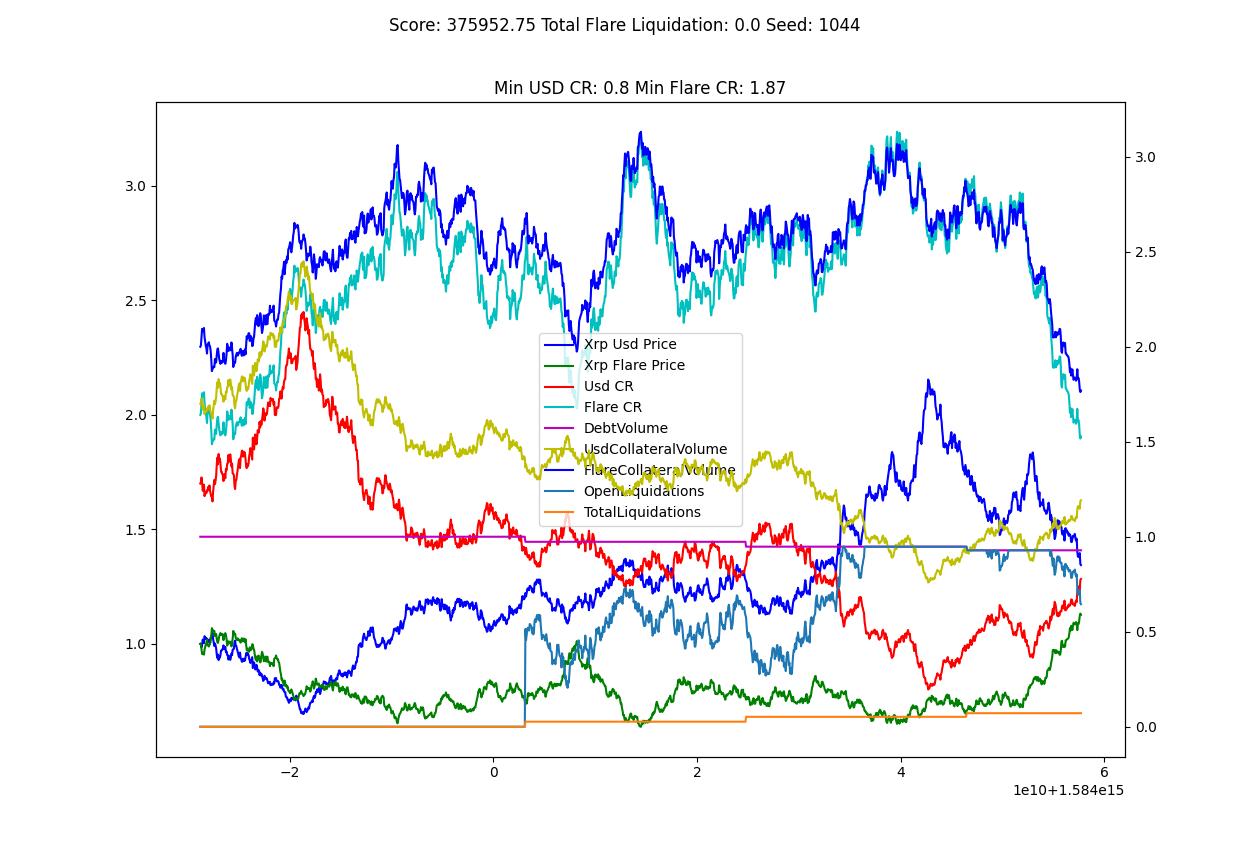 Score: 375952.75 Total Flare Liquidation: 0.0 Seed: 1044
Min USD CR: 0.8 Min Flare CR: 1.87
3.0
2.5
2.0
1.5
1.0
3.0
2.5
2.0
1.5
1.0
0.5
0.0
Xrp Usd Price
Xrp Flare Price
Usd CR
Flare CR
DebtVolume
UsdCollateralVolume
FlareCollateralVolume
OpenLiquidations
TotalLiquidations
−2 0 2 4 6
1e10+1.584e15